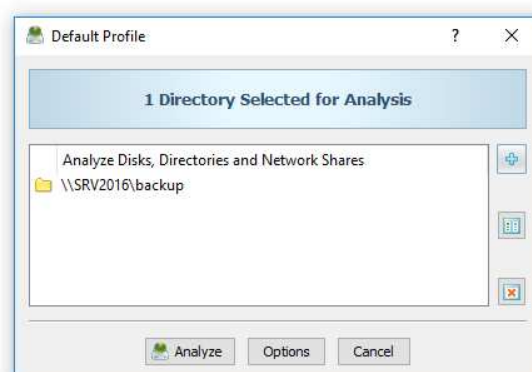 Default Profile
1 Directory Selected for Analysis
Analyze Disks, Directories and Network Shares
\\SRV2016\backup
Analyze Options Cancel